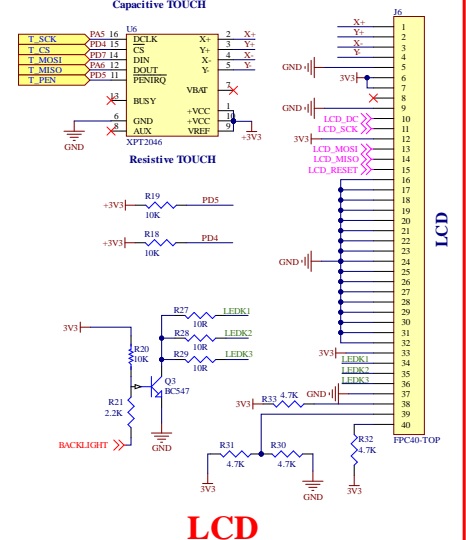 Capacitive TOUCH
U6
T_SCK PA5 16 DCLK X+ 2 X+
T_CS PD4 15 CS Y+ 3 Y+
T_MOSI PD7 14 DIN X- 4 X-
T_MISO PA6 12 DOUT Y- 5 Y-
T_PEN PD5 11 PENIRQ
VBAT 7
13 BUSY
+VCC 1
6 GND +VCC 10
8 AUX VREF 9
GND XPT2046 +3V3
Resistive TOUCH
R19
+3V3 PD5
10K
R18
+3V3 PD4
10K
R27 LEDK1
10R
3V3 R28 LEDK2
10R
R20 R29 LEDK3
10K 10R
Q3
BC547
R21
2.2K
BACKLIGHT GND
J6
X+ 1
Y+ 2
X- 3
Y- 4
GND 5
3V3 6
7
8
GND 9
LCD_DC 10
LCD_SCK 11
3V3 12
LCD_MOSI 13
LCD_MISO 14
LCD_RESET 15
16
17
18
19
20
21
22
23
GND 24
25
26
27
28
29
30
31
32
3V3 33
LEDK1 34
LEDK2 35
LEDK3 36
GND 37
3V3 R33 4.7K 38
39
40
FPC40-TOP
LCD
R31 R30 R32
4.7K 4.7K 4.7K
3V3 GND 3V3
LCD